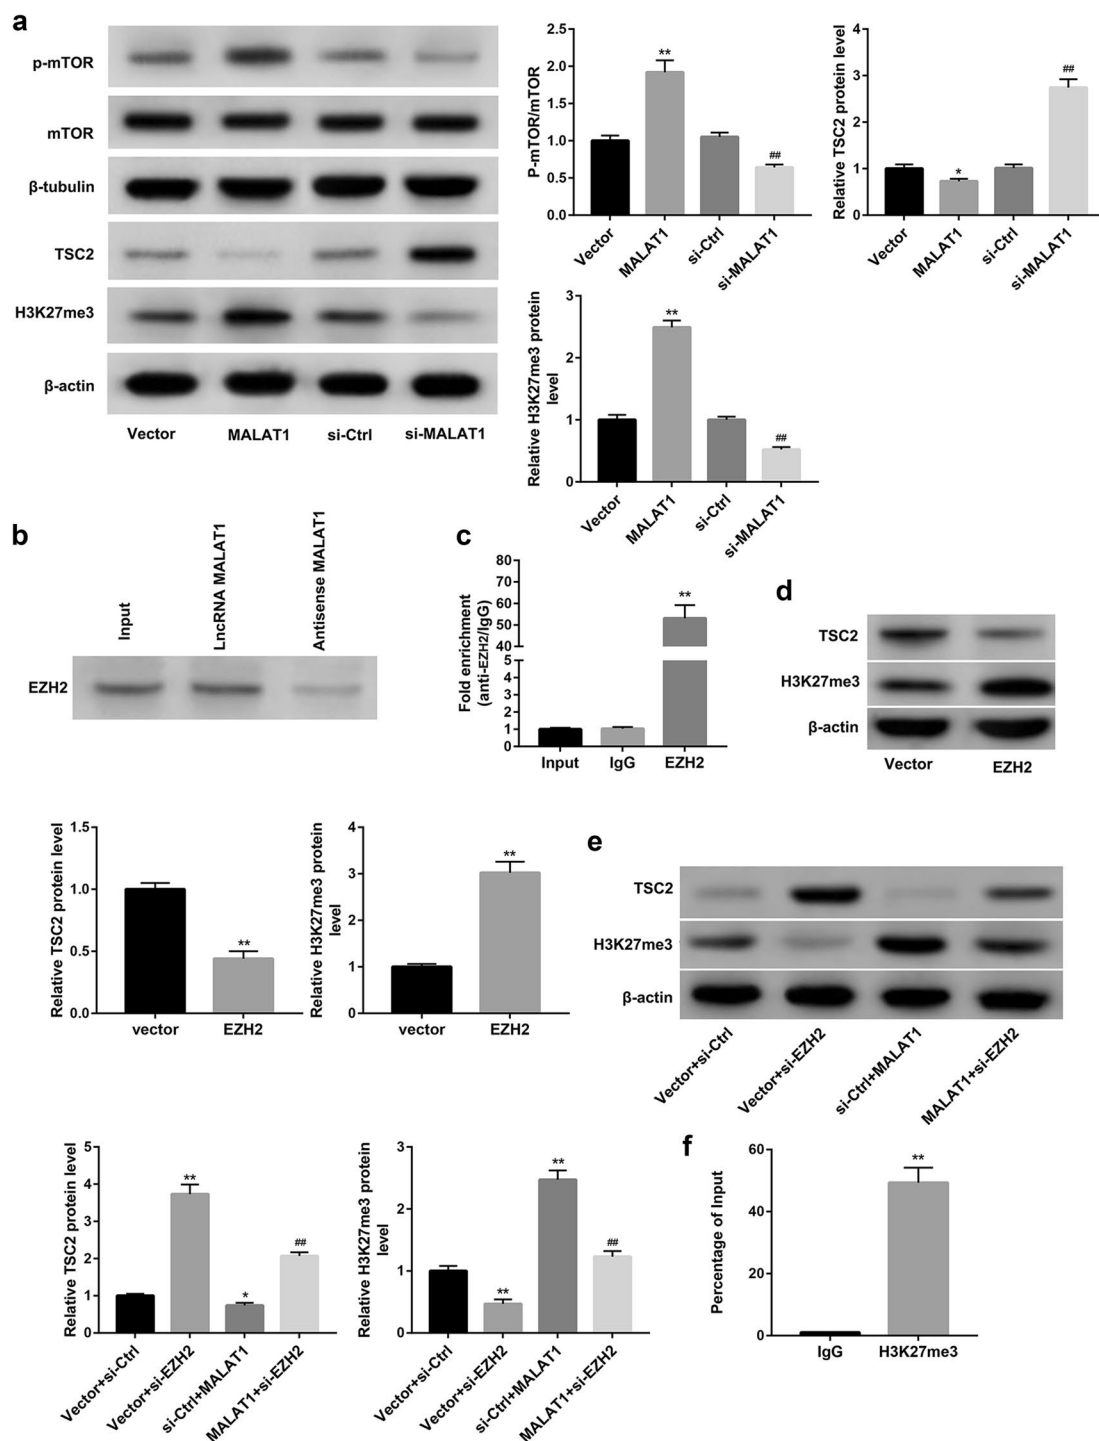 a
p-mTOR
mTOR
β-tubulin
TSC2
H3K27me3
β-actin
Vector MALAT1 si-Ctrl si-MALAT1
P-mTOR/mTOR
2.5
2.0
1.5
1.0
0.5
0.0
**
##
Vector
MALAT1
si-Ctrl
si-MALAT1
Relative TSC2 protein level
4
3
2
1
0
*
##
Vector
MALAT1
si-Ctrl
si-MALAT1
Relative H3K27me3 protein
level
3
2
1
0
**
##
Vector
MALAT1
si-Ctrl
si-MALAT1
b
Input
LncRNA MALAT1
Antisense MALAT1
EZH2
c
Fold enrichment
(anti-EZH2/IgG)
80
70
60
50
40
5
4
3
2
1
0
**
Input IgG EZH2
d
TSC2
H3K27me3
β-actin
Vector EZH2
Relative TSC2 protein level
1.5
1.0
0.5
0.0
**
vector EZH2
Relative H3K27me3 protein
level
4
3
2
1
0
**
vector EZH2
e
TSC2
H3K27me3
β-actin
Vector+si-Ctrl
Vector+si-EZH2
si-Ctrl+MALAT1
MALAT1+si-EZH2
Relative TSC2 protein level
5
4
3
2
1
0
**
*
##
Vector+si-Ctrl
Vector+si-EZH2
si-Ctrl+MALAT1
MALAT1+si-EZH2
Relative H3K27me3 protein
level
3
2
1
0
**
**
##
Vector+si-Ctrl
Vector+si-EZH2
si-Ctrl+MALAT1
MALAT1+si-EZH2
f
Percentage of Input
60
40
20
0
**
IgG H3K27me3